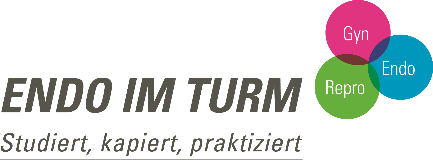 Gyn
Endo
Repro
ENDO IM TURM
Studiert, kapiert, praktiziert